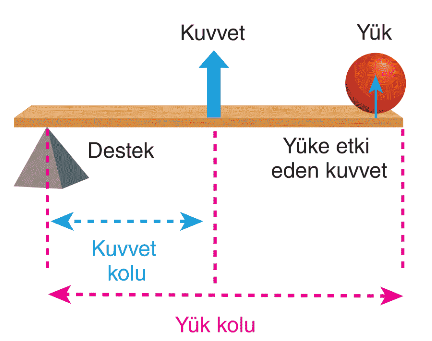 Kuvvet
Yük
Destek
Yüke etki
eden kuvvet
Kuvvet
kolu
Yük kolu